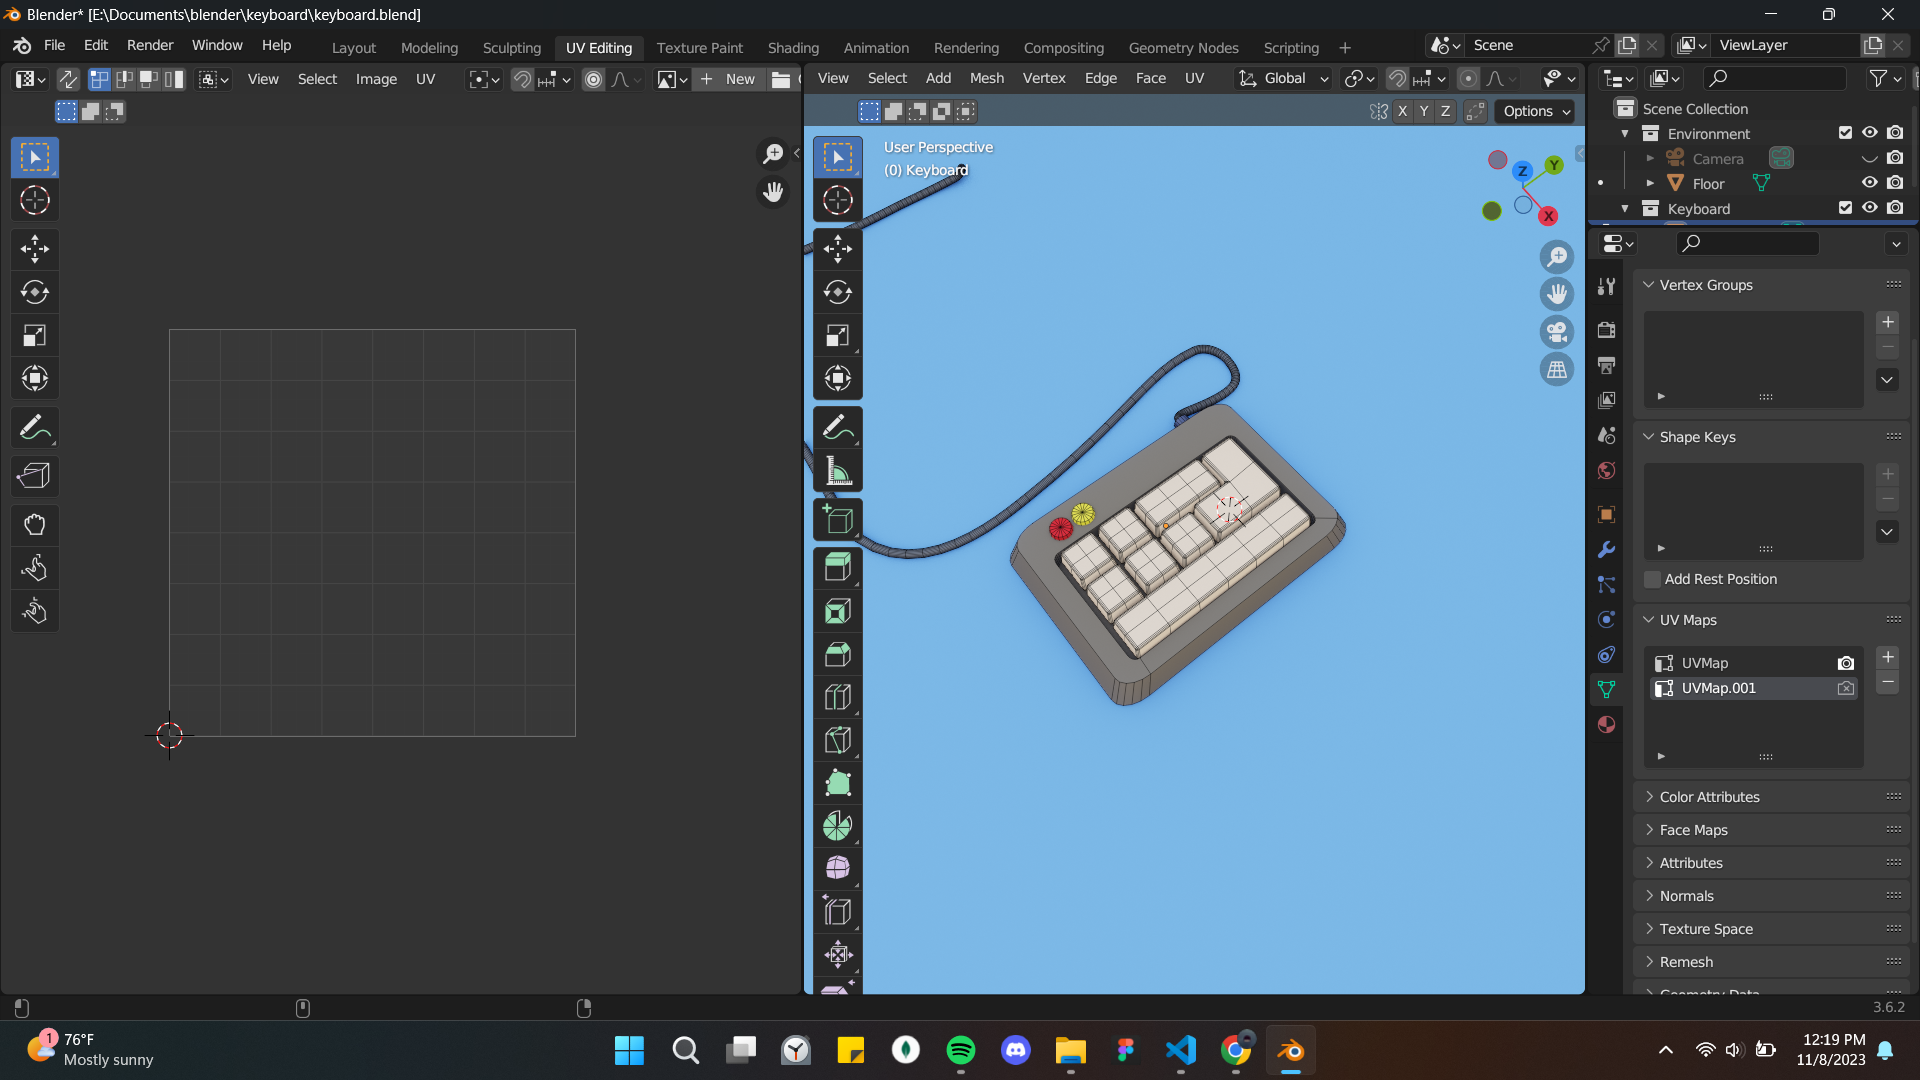 Blender* [E:\Documents\blender\keyboard\keyboard.blend]
File Edit Render Window Help
Layout Modeling Sculpting UV Editing Texture Paint Shading Animation Rendering Compositing Geometry Nodes Scripting +
Scene
ViewLayer
View Select Image UV
New
View Select Add Mesh Vertex Edge Face UV
Global
X Y Z
Options
User Perspective
(0) Keyboard
Z
Y
X
Scene Collection
Environment
Camera
Floor
Keyboard
Vertex Groups
Shape Keys
Add Rest Position
UV Maps
UVMap
UVMap.001
Color Attributes
Face Maps
Attributes
Normals
Texture Space
Remesh
Geometry Data
3.6.2
1
76°F
Mostly sunny
12:19 PM
11/8/2023